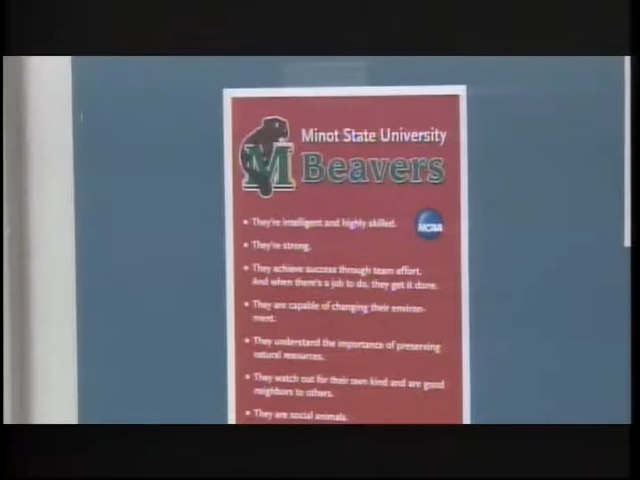 Minot State University
M Beavers
• They're intelligent and highly skilled.
NCAA
• They're strong.
• They achieve success through team effort.
And when there's a job to do, they get it done.
• They are capable of changing their environ-
ment.
• They understand the importance of preserving
natural resources.
• They watch out for their own kind and are good
neighbors to others.
• They are social animals.